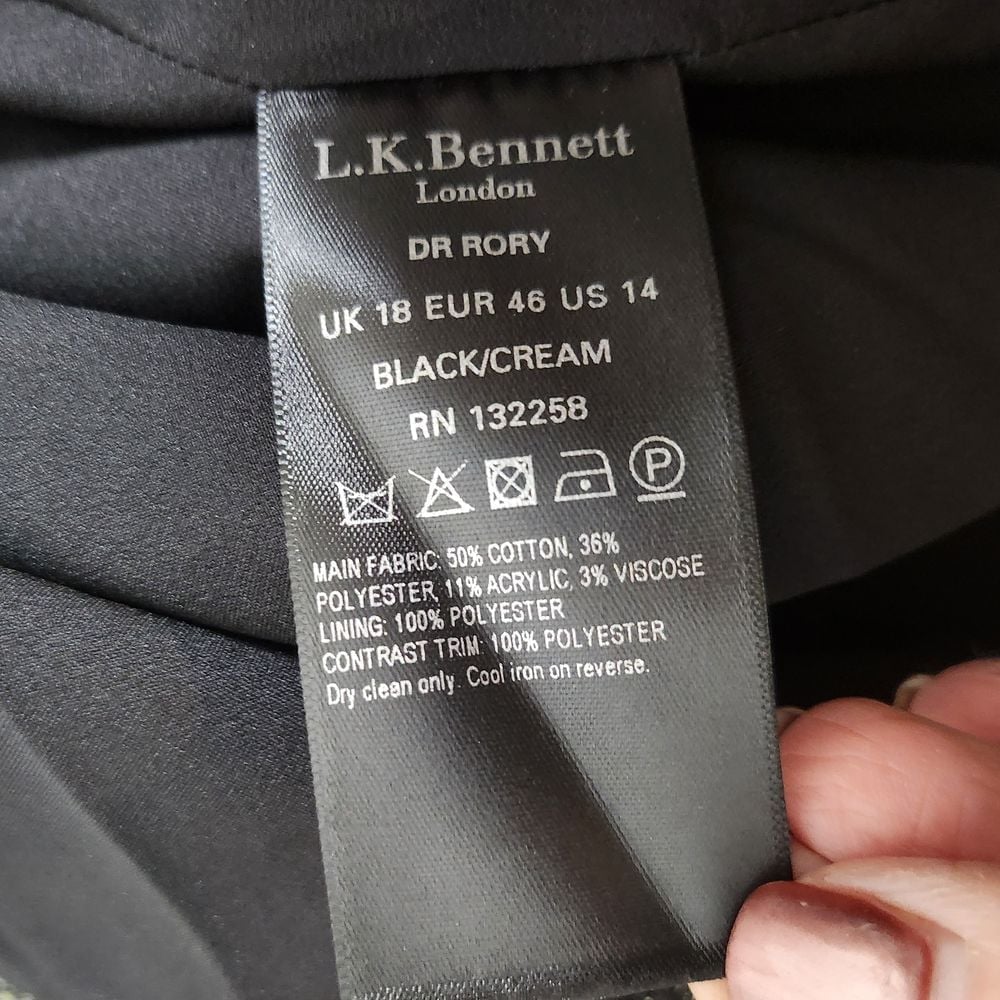 L.K.Bennett
London
DR RORY
UK 18 EUR 46 US 14
BLACK/CREAM
RN 132258
P
MAIN FABRIC: 50% COTTON, 36%
POLYESTER, 11% ACRYLIC, 3% VISCOSE
LINING: 100% POLYESTER
CONTRAST TRIM: 100% POLYESTER
Dry clean only. Cool iron on reverse.